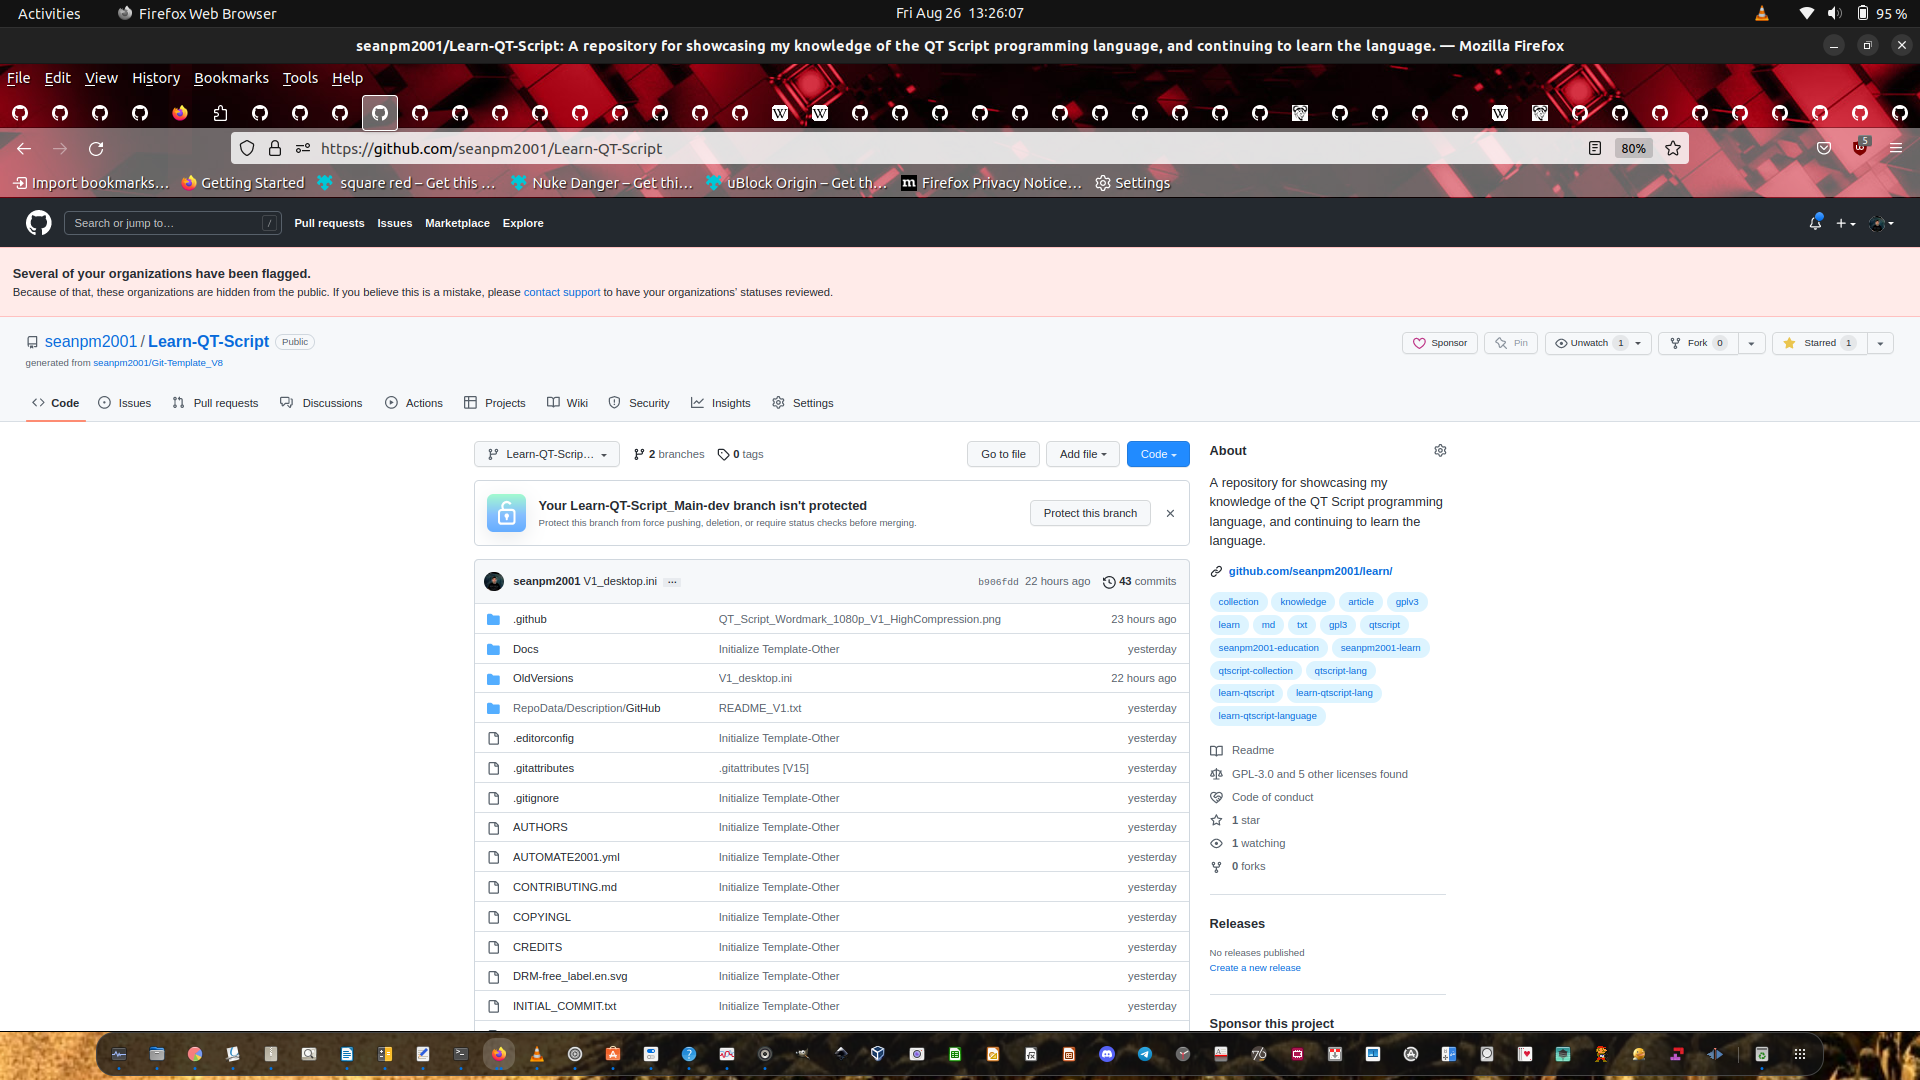 Activities
Firefox Web Browser
Fri Aug 26 13:26:07
95 %
seanpm2001/Learn-QT-Script: A repository for showcasing my knowledge of the QT Script programming language, and continuing to learn the language. — Mozilla Firefox
File Edit View History Bookmarks Tools Help
https://github.com/seanpm2001/Learn-QT-Script
80%
5
Import bookmarks…
Getting Started
square red – Get this …
Nuke Danger – Get thi…
uBlock Origin – Get th…
Firefox Privacy Notice…
Settings
Search or jump to…
/
Pull requests Issues Marketplace Explore
Several of your organizations have been flagged.
Because of that, these organizations are hidden from the public. If you believe this is a mistake, please contact support to have your organizations' statuses reviewed.
seanpm2001 / Learn-QT-Script Public
generated from seanpm2001/Git-Template_V8
Sponsor
Pin
Unwatch 1
Fork 0
Starred 1
Code
Issues
Pull requests
Discussions
Actions
Projects
Wiki
Security
Insights
Settings
Learn-QT-Scrip…
2 branches
0 tags
Go to file
Add file
Code
Your Learn-QT-Script_Main-dev branch isn't protected
Protect this branch from force pushing, deletion, or require status checks before merging.
Protect this branch
seanpm2001 V1_desktop.ini …
b906fdd 22 hours ago
43 commits
.github QT_Script_Wordmark_1080p_V1_HighCompression.png 23 hours ago
Docs Initialize Template-Other yesterday
OldVersions V1_desktop.ini 22 hours ago
RepoData/Description/GitHub README_V1.txt yesterday
.editorconfig Initialize Template-Other yesterday
.gitattributes .gitattributes [V15] yesterday
.gitignore Initialize Template-Other yesterday
AUTHORS Initialize Template-Other yesterday
AUTOMATE2001.yml Initialize Template-Other yesterday
CONTRIBUTING.md Initialize Template-Other yesterday
COPYINGL Initialize Template-Other yesterday
CREDITS Initialize Template-Other yesterday
DRM-free_label.en.svg Initialize Template-Other yesterday
INITIAL_COMMIT.txt Initialize Template-Other yesterday
About
A repository for showcasing my
knowledge of the QT Script programming
language, and continuing to learn the
language.
github.com/seanpm2001/learn/
collection knowledge article gplv3
learn md txt gpl3 qtscript
seanpm2001-education seanpm2001-learn
qtscript-collection qtscript-lang
learn-qtscript learn-qtscript-lang
learn-qtscript-language
Readme
GPL-3.0 and 5 other licenses found
Code of conduct
1 star
1 watching
0 forks
Releases
No releases published
Create a new release
Sponsor this project